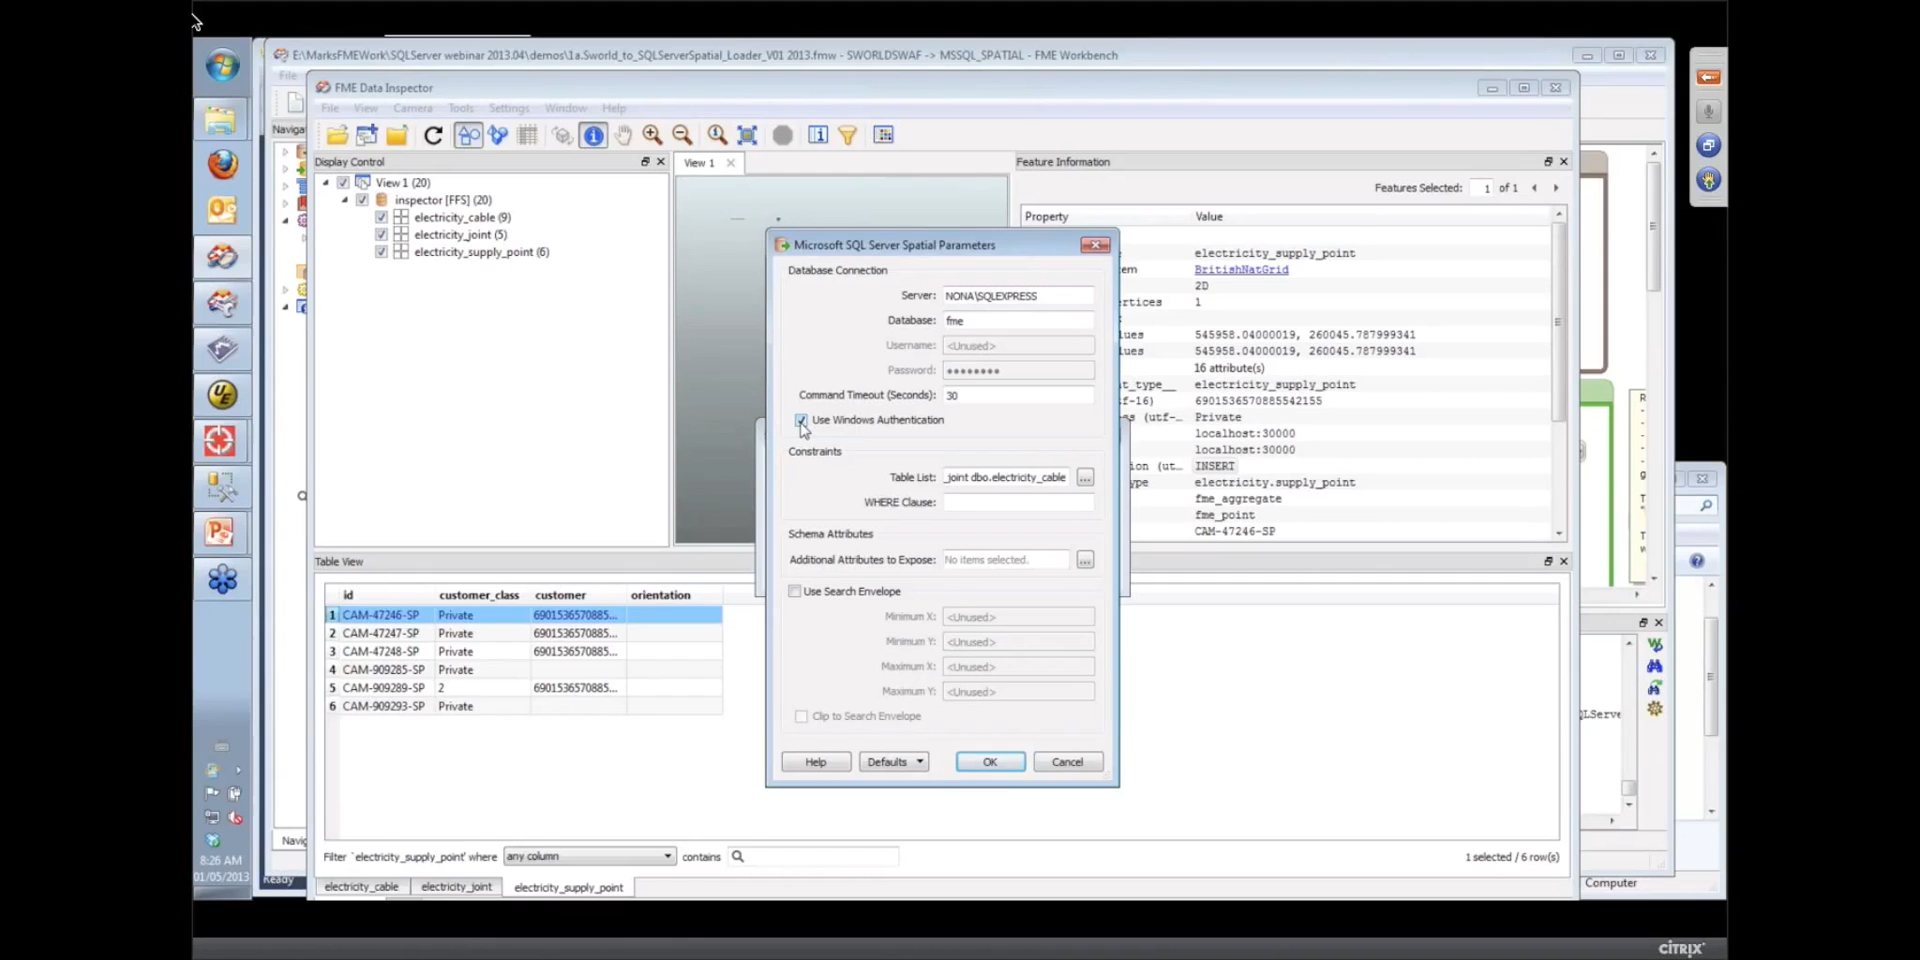 E:\MarksFMEWork\SQLServer webinar 2013.04\demos\1a.Sworld_to_SQLServerSpatial_Loader_V01 2013.fmw - SWORLDSWAF -> MSSQL_SPATIAL - FME Workbench
File
FME Data Inspector
File View Camera Tools Settings Window Help
Display Control
View 1
Feature Information
View 1 (20)
inspector [FFS] (20)
electricity_cable (9)
electricity_joint (5)
electricity_supply_point (6)
Features Selected: 1 of 1
Property Value
electricity_supply_point
BritishNatGrid
2D
1
545958.04000019, 260045.787999341
545958.04000019, 260045.787999341
16 attribute(s)
electricity_supply_point
6901536570885542155
Private
localhost:30000
localhost:30000
INSERT
electricity.supply_point
fme_aggregate
fme_point
CAM-47246-SP
Microsoft SQL Server Spatial Parameters
Database Connection
Server: NONA\SQLEXPRESS
Database: fme
Username: <Unused>
Password: ●●●●●●●●
Command Timeout (Seconds): 30
Use Windows Authentication
Constraints
Table List: _joint dbo.electricity_cable ...
WHERE Clause:
Schema Attributes
Additional Attributes to Expose: No items selected. ...
Use Search Envelope
Minimum X: <Unused>
Minimum Y: <Unused>
Maximum X: <Unused>
Maximum Y: <Unused>
Clip to Search Envelope
Help Defaults OK Cancel
Table View
id customer_class customer orientation
1 CAM-47246-SP Private 6901536570885...
2 CAM-47247-SP Private 6901536570885...
3 CAM-47248-SP Private 6901536570885...
4 CAM-909285-SP Private
5 CAM-909289-SP 2 6901536570885...
6 CAM-909293-SP Private
Filter 'electricity_supply_point' where any column contains
1 selected / 6 row(s)
electricity_cable electricity_joint electricity_supply_point
Ready
Computer
8:26 AM
01/05/2013
CITRIX